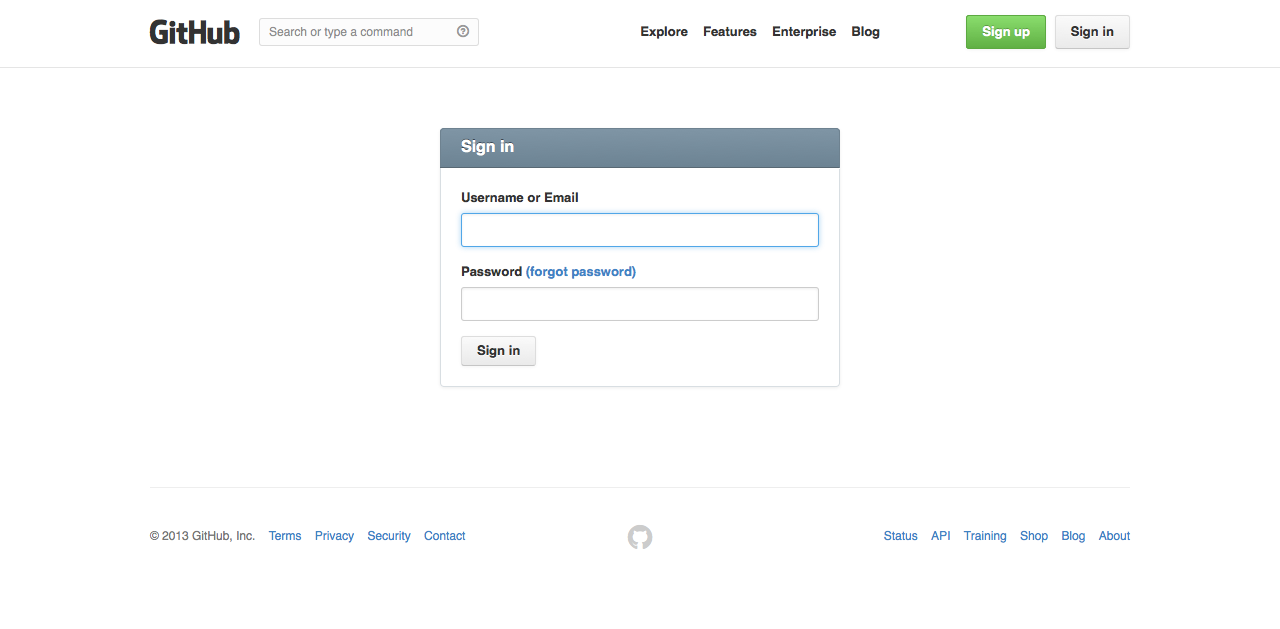 GitHub Search or type a command Explore Features Enterprise Blog Sign up Sign in
Sign in
Username or Email
Password (forgot password)
Sign in
© 2013 GitHub, Inc. Terms Privacy Security Contact Status API Training Shop Blog About